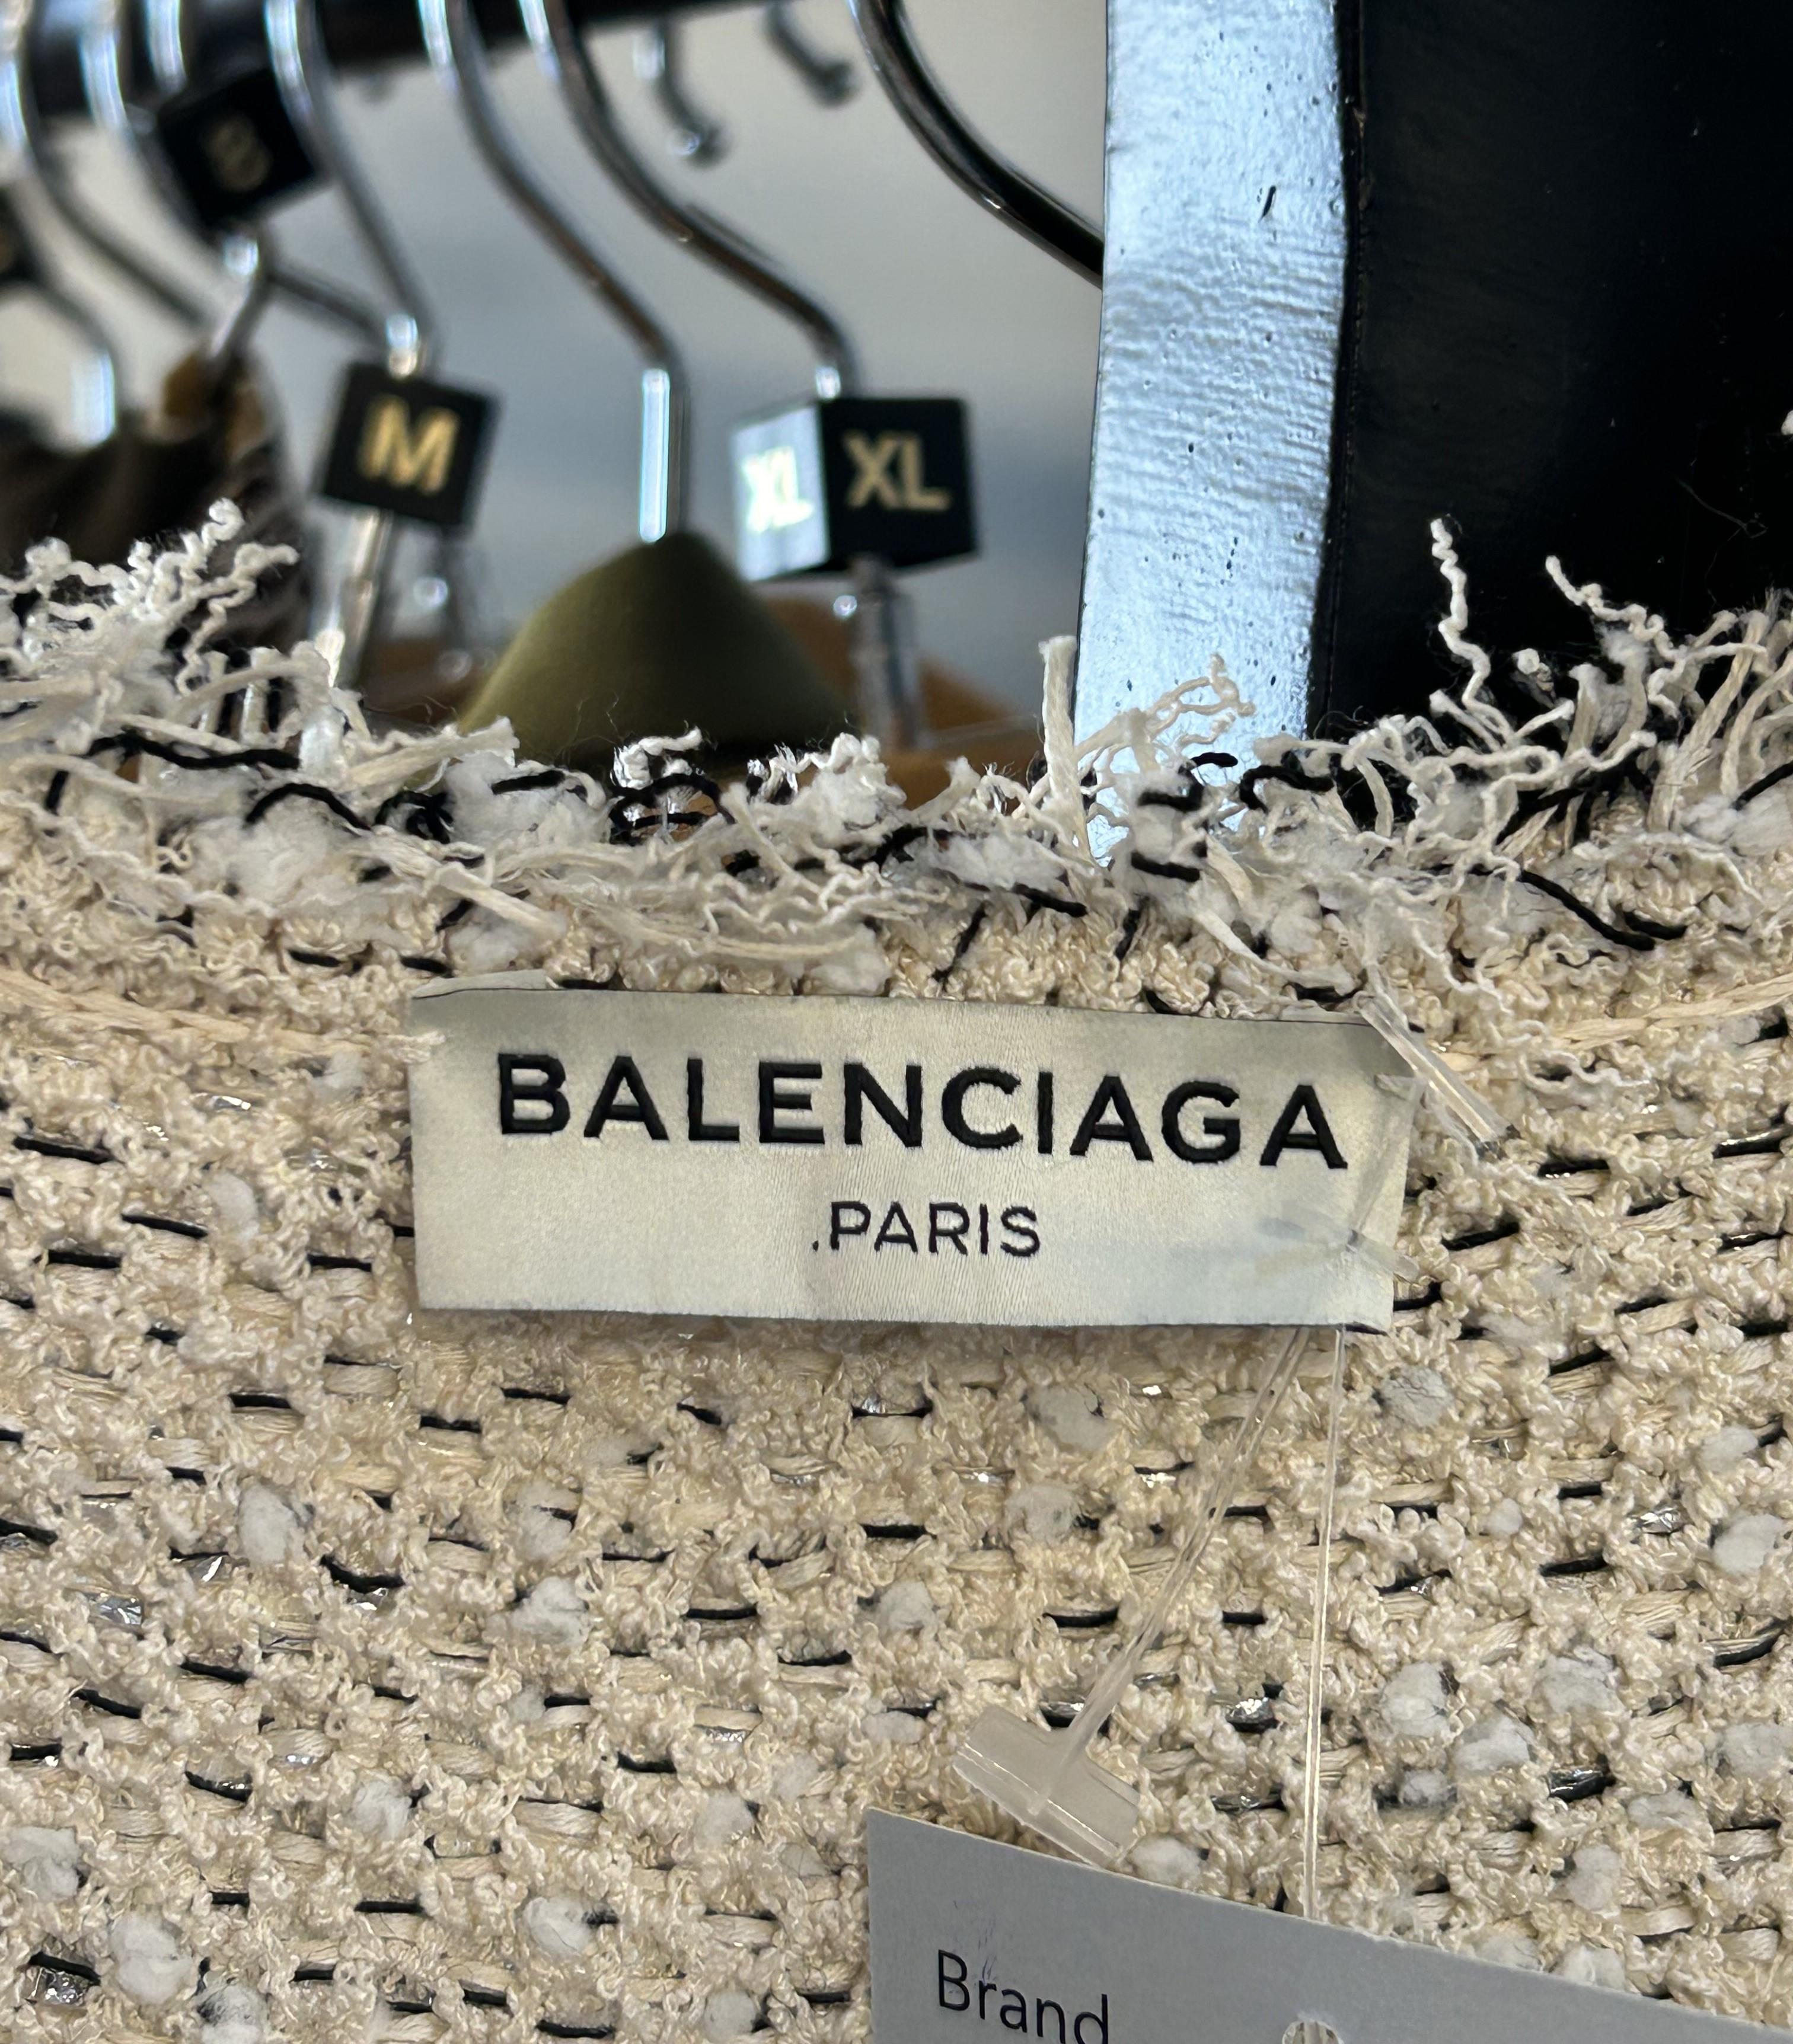 M
XL
XL
BALENCIAGA
.PARIS
Brand